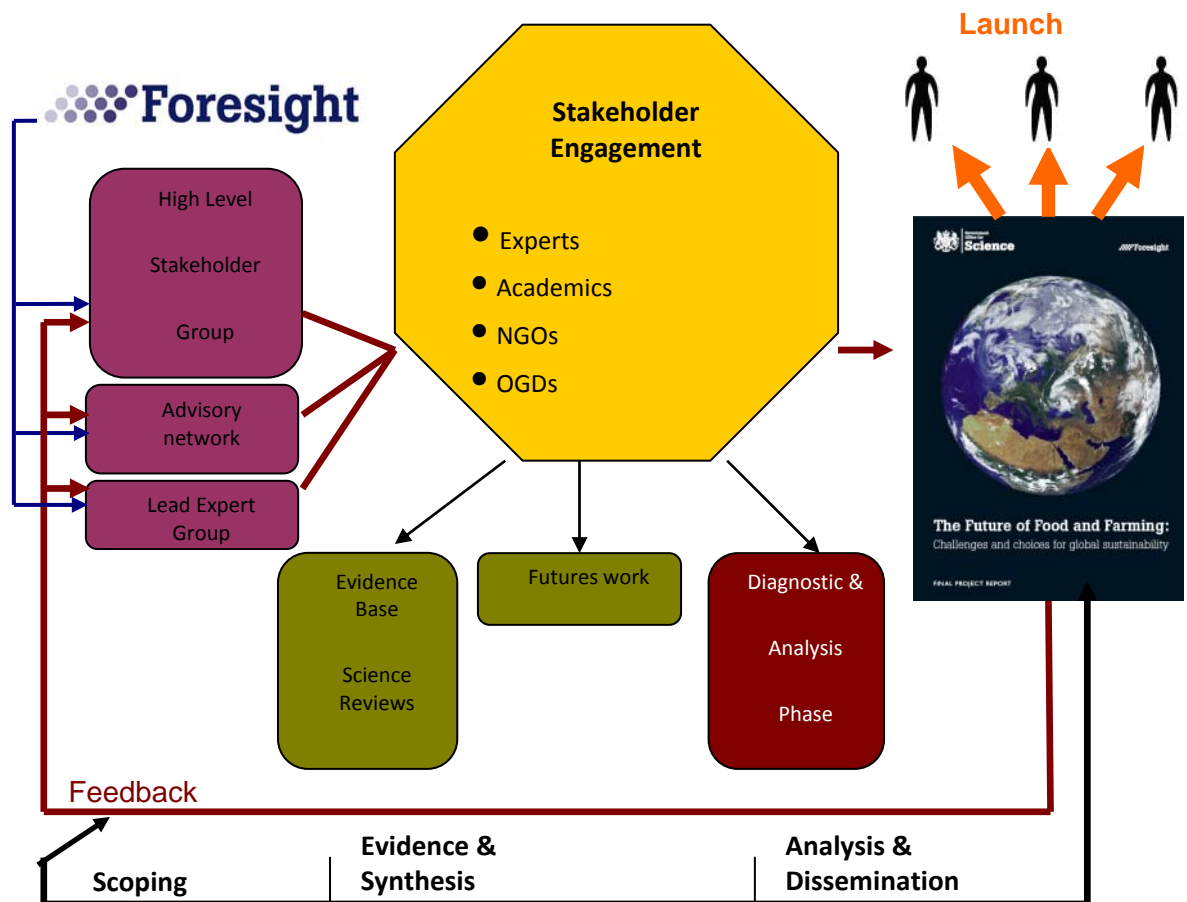 Launch
Foresight
Stakeholder
Engagement
• Experts
• Academics
• NGOs
• OGDs
High Level
Stakeholder
Group
Advisory
network
Lead Expert
Group
Evidence
Base
Science
Reviews
Futures work
Diagnostic &
Analysis
Phase
Science
Foresight
The Future of Food and Farming:
Challenges and choices for global sustainability
FINAL PROJECT REPORT
Feedback
Scoping
Evidence &
Synthesis
Analysis &
Dissemination